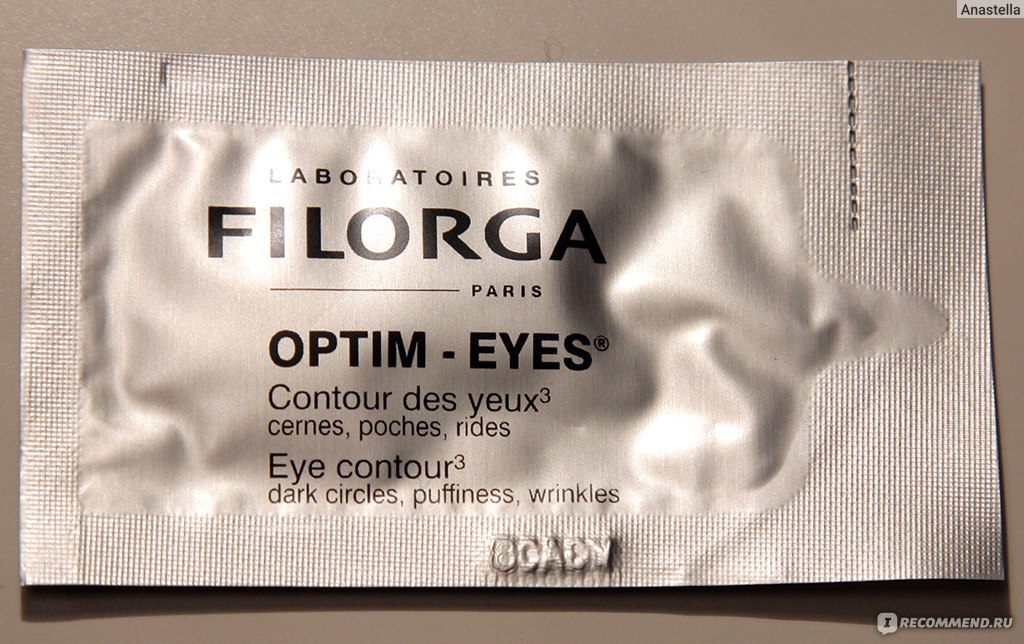 Anastella
LABORATOIRES
FILORGA
PARIS
OPTIM - EYES®
Contour des yeux³
cernes, poches, rides
Eye contour³
dark circles, puffiness, wrinkles
IRECOMMEND.RU